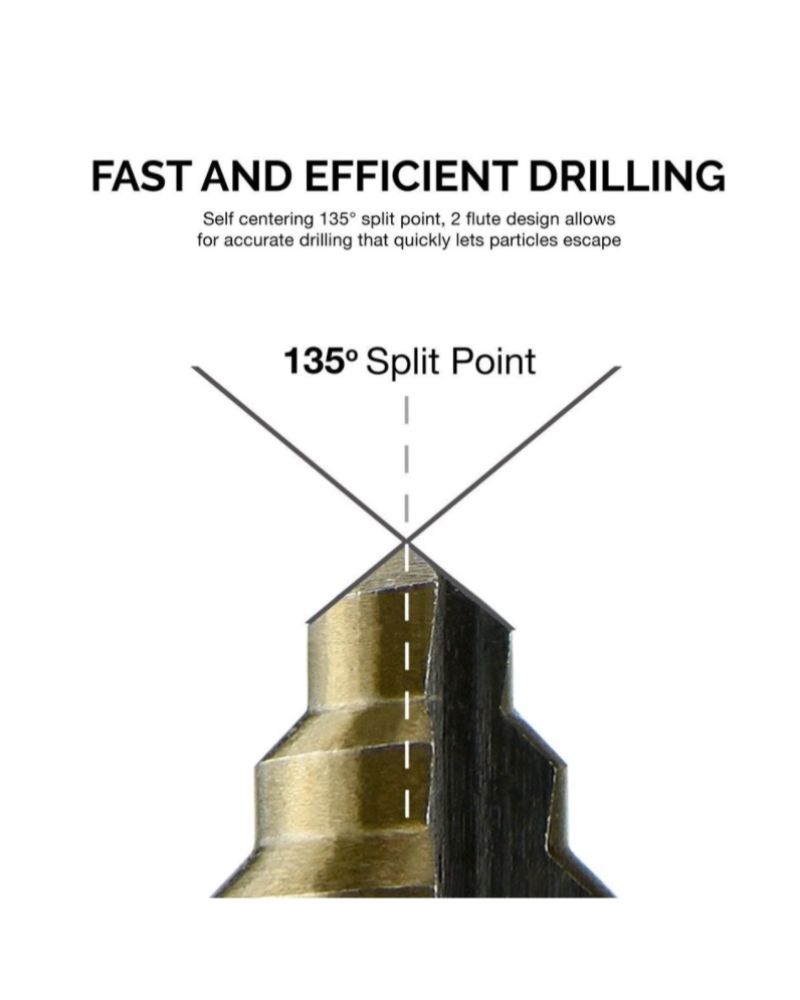 FAST AND EFFICIENT DRILLING
Self centering 135° split point, 2 flute design allows
for accurate drilling that quickly lets particles escape
135º Split Point